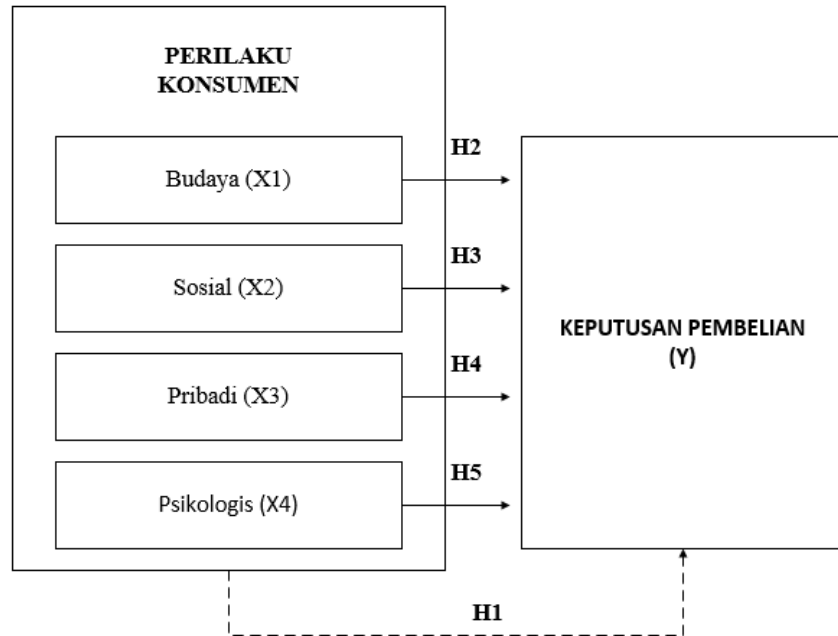 PERILAKU
KONSUMEN
Budaya (X1)
H2
Sosial (X2)
H3
Pribadi (X3)
H4
Psikologis (X4)
H5
KEPUTUSAN PEMBELIAN
(Y)
H1